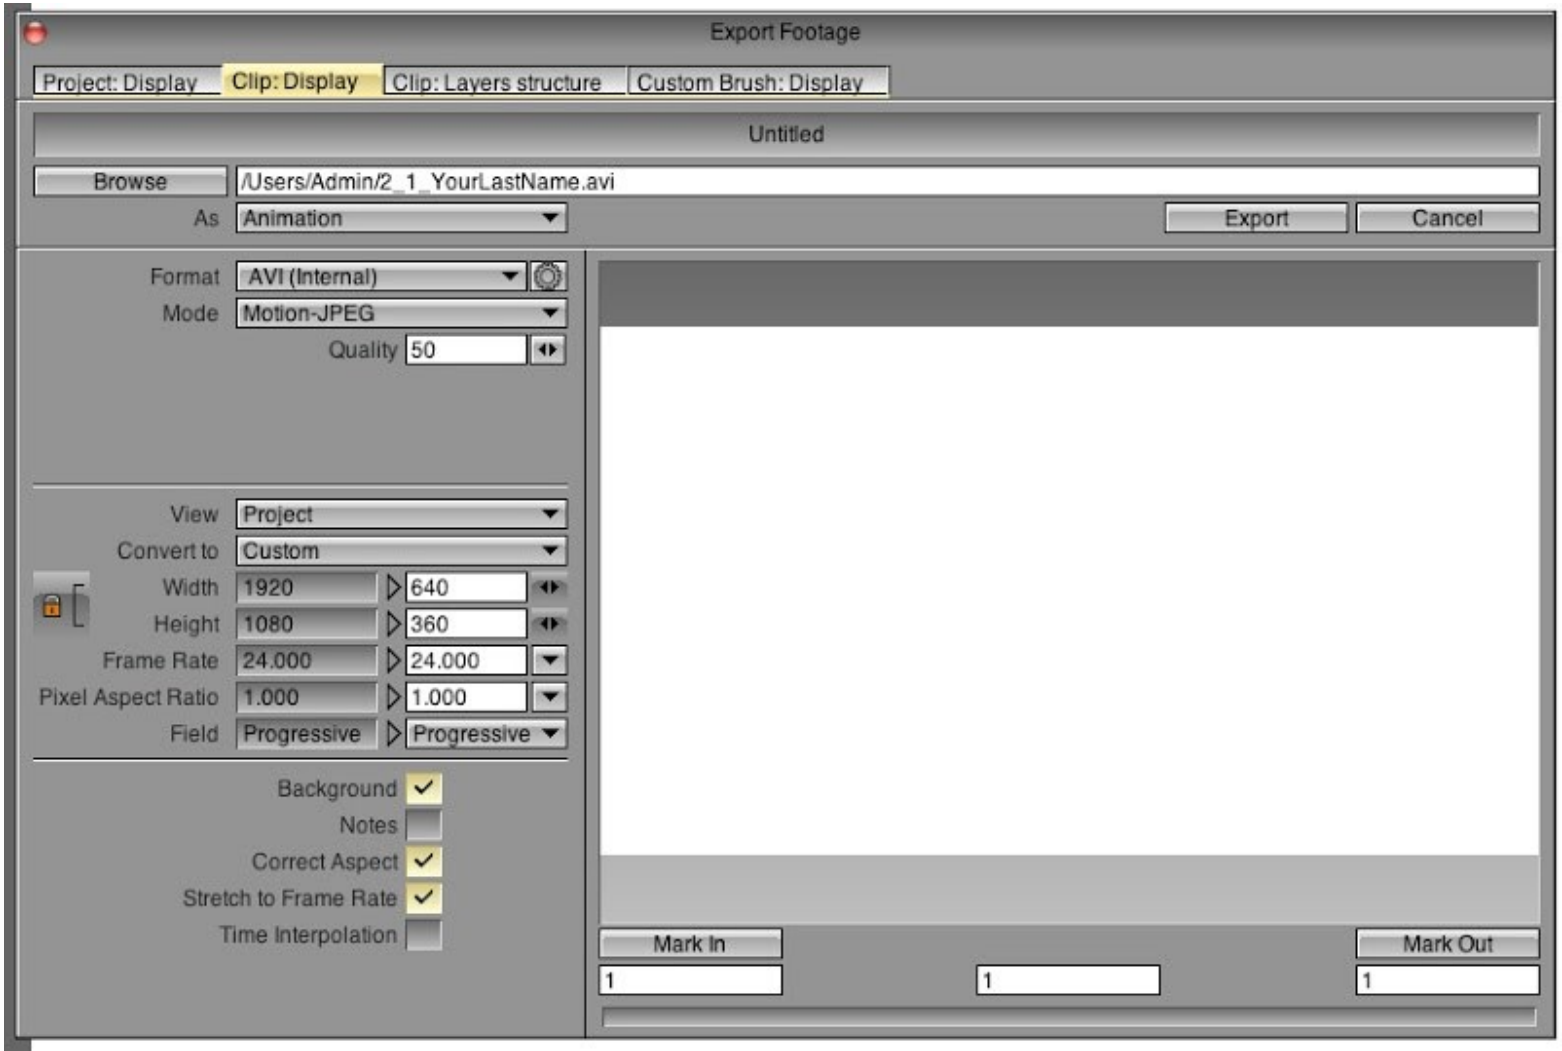 Export Footage
Project: Display Clip: Display Clip: Layers structure Custom Brush: Display
Untitled
Browse /Users/Admin/2_1_YourLastName.avi
As Animation Export Cancel
Format AVI (Internal)
Mode Motion-JPEG
Quality 50
View Project
Convert to Custom
Width 1920 640
Height 1080 360
Frame Rate 24.000 24.000
Pixel Aspect Ratio 1.000 1.000
Field Progressive Progressive
Background
Notes
Correct Aspect
Stretch to Frame Rate
Time Interpolation
Mark In Mark Out
1 1 1